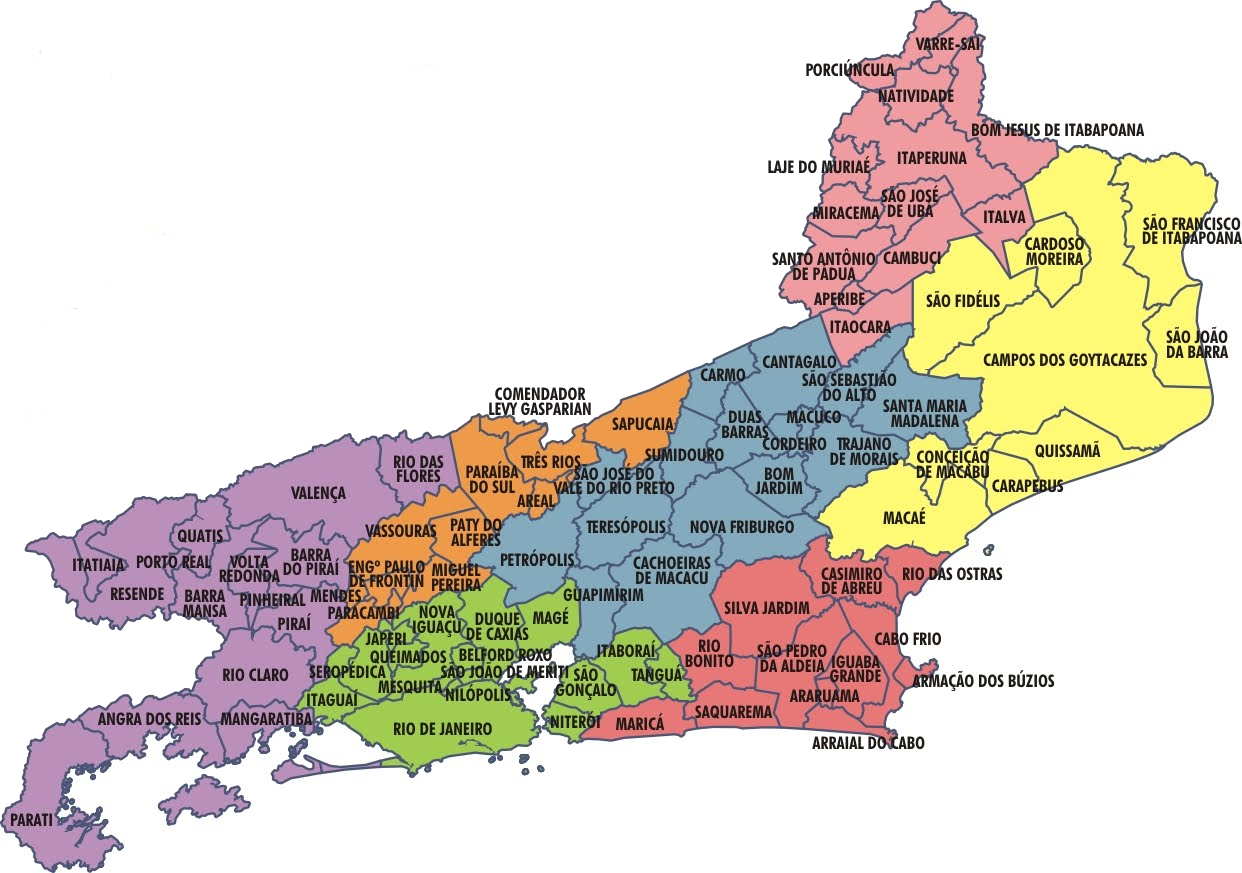 VARRE-SAI
PORCIÚNCULA
NATIVIDADE
BOM JESUS DE ITABAPOANA
ITAPERUNA
LAJE DO MURIAÉ
SÃO JOSÉ
DE UBÁ
MIRACEMA
ITALVA
SÃO FRANCISCO
DE ITABAPOANA
CARDOSO
MOREIRA
SANTO ANTÔNIO
DE PÁDUA
CAMBUCI
APERIBE
SÃO FIDÉLIS
ITAOCARA
SÃO JOÃO
DA BARRA
CAMPOS DOS GOYTACAZES
CANTAGALO
CARMO
SÃO SEBASTIÃO
DO ALTO
COMENDADOR
LEVY GASPARIAN
SANTA MARIA
MADALENA
SAPUCAIA
DUAS
BARRAS
MACUCO
CORDEIRO
TRAJANO
DE MORAIS
SUMIDOURO
QUISSAMÃ
CONCEIÇÃO
DE MACABU
RIO DAS
FLORES
TRÊS RIOS
PARAÍBA
DO SUL
SÃO JOSÉ DO
VALE DO RIO PRETO
BOM
JARDIM
CARAPEBUS
VALENÇA
AREAL
MACAÉ
VASSOURAS
PATY DO
ALFERES
TERESÓPOLIS
NOVA FRIBURGO
QUATIS
PETRÓPOLIS
ITATIAIA
PORTO REAL
VOLTA
REDONDA
BARRA
DO PIRAÍ
ENGº PAULO
DE FRONTIN
MIGUEL
PEREIRA
CACHOEIRAS
DE MACACU
CASIMIRO
DE ABREU
RIO DAS OSTRAS
RESENDE
BARRA
MANSA
PINHEIRAL
MENDES
GUAPIMÍRIM
PARACAMBI
NOVA
IGUAÇU
DUQUE
DE CAXIAS
MAGÉ
SILVA JARDIM
PIRAÍ
JAPERI
CABO FRIO
RIO
BONITO
SÃO PEDRO
DA ALDEIA
ITABORAÍ
QUEIMADOS
BELFORD ROXO
IGUABA
GRANDE
RIO CLARO
SEROPÉDICA
SÃO JOÃO DE MERITI
SÃO
GONÇALO
TANGUÁ
ARMAÇÃO DOS BÚZIOS
MESQUITA
NILÓPOLIS
ARARUAMA
ITAGUAÍ
SAQUAREMA
ANGRA DOS REIS
MANGARATIBA
RIO DE JANEIRO
NITERÓI
MARICÁ
ARRAIAL DO CABO
PARATI